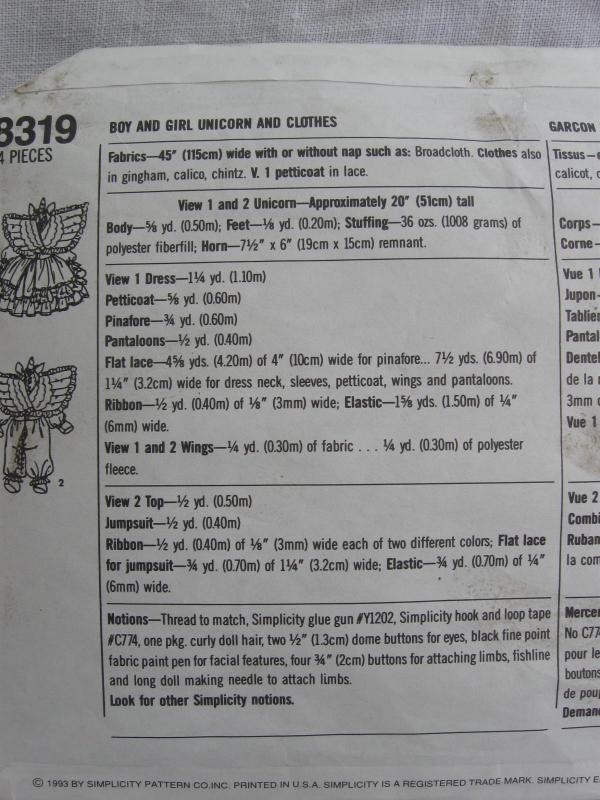 8319
4 PIECES
BOY AND GIRL UNICORN AND CLOTHES
Fabrics—45" (115cm) wide with or without nap such as: Broadcloth. Clothes also
in gingham, calico, chintz. V. 1 petticoat in lace.
View 1 and 2 Unicorn—Approximately 20" (51cm) tall
Body—⅝ yd. (0.50m); Feet—⅛ yd. (0.20m); Stuffing—36 ozs. (1008 grams) of
polyester fiberfill; Horn—7½" x 6" (19cm x 15cm) remnant.
View 1 Dress—1¼ yd. (1.10m)
Petticoat—⅝ yd. (0.60m)
Pinafore—¾ yd. (0.60m)
Pantaloons—½ yd. (0.40m)
Flat lace—4⅝ yds. (4.20m) of 4" (10cm) wide for pinafore... 7½ yds. (6.90m) of
1¼" (3.2cm) wide for dress neck, sleeves, petticoat, wings and pantaloons.
Ribbon—½ yd. (0.40m) of ⅛" (3mm) wide; Elastic—1⅝ yds. (1.50m) of ¼"
(6mm) wide.
View 1 and 2 Wings—¼ yd. (0.30m) of fabric . . . ¼ yd. (0.30m) of polyester
fleece.
2
View 2 Top—½ yd. (0.50m)
Jumpsuit—½ yd. (0.40m)
Ribbon—½ yd. (0.40m) of ⅛" (3mm) wide each of two different colors; Flat lace
for jumpsuit—¾ yd. (0.70m) of 1¼" (3.2cm) wide; Elastic—¾ yd. (0.70m) of ¼"
(6mm) wide.
Notions—Thread to match, Simplicity glue gun #Y1202, Simplicity hook and loop tape
#C774, one pkg. curly doll hair, two ½" (1.3cm) dome buttons for eyes, black fine point
fabric paint pen for facial features, four ¾" (2cm) buttons for attaching limbs, fishline
and long doll making needle to attach limbs.
Look for other Simplicity notions.
GARCON
Tissus—
calicot,
Corps—
Corne—
Vue 1
Jupon-
Tablier
Pantal
Dentel
de la
3mm
Vue 1
Vue 2
Combi
Ruban
la com
Mercer
No C77
pour le
boutons
de pou
Demand
© 1993 BY SIMPLICITY PATTERN CO.INC. PRINTED IN U.S.A. SIMPLICITY IS A REGISTERED TRADE MARK. SIMPLICITY E